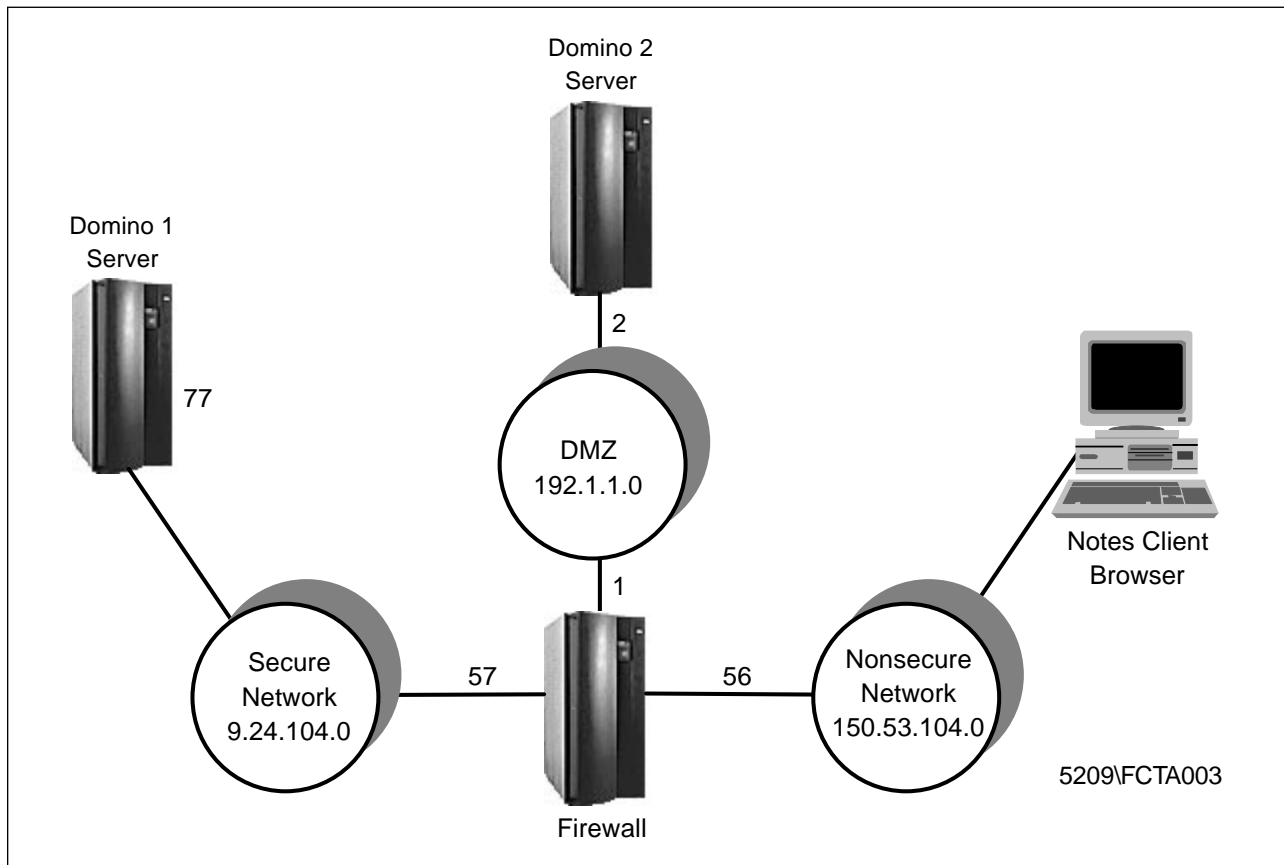 Domino 2
Server
Domino 1
Server
77
2
DMZ
192.1.1.0
Notes Client
Browser
1
Secure
Network
9.24.104.0
57
56
Nonsecure
Network
150.53.104.0
5209\FCTA003
Firewall